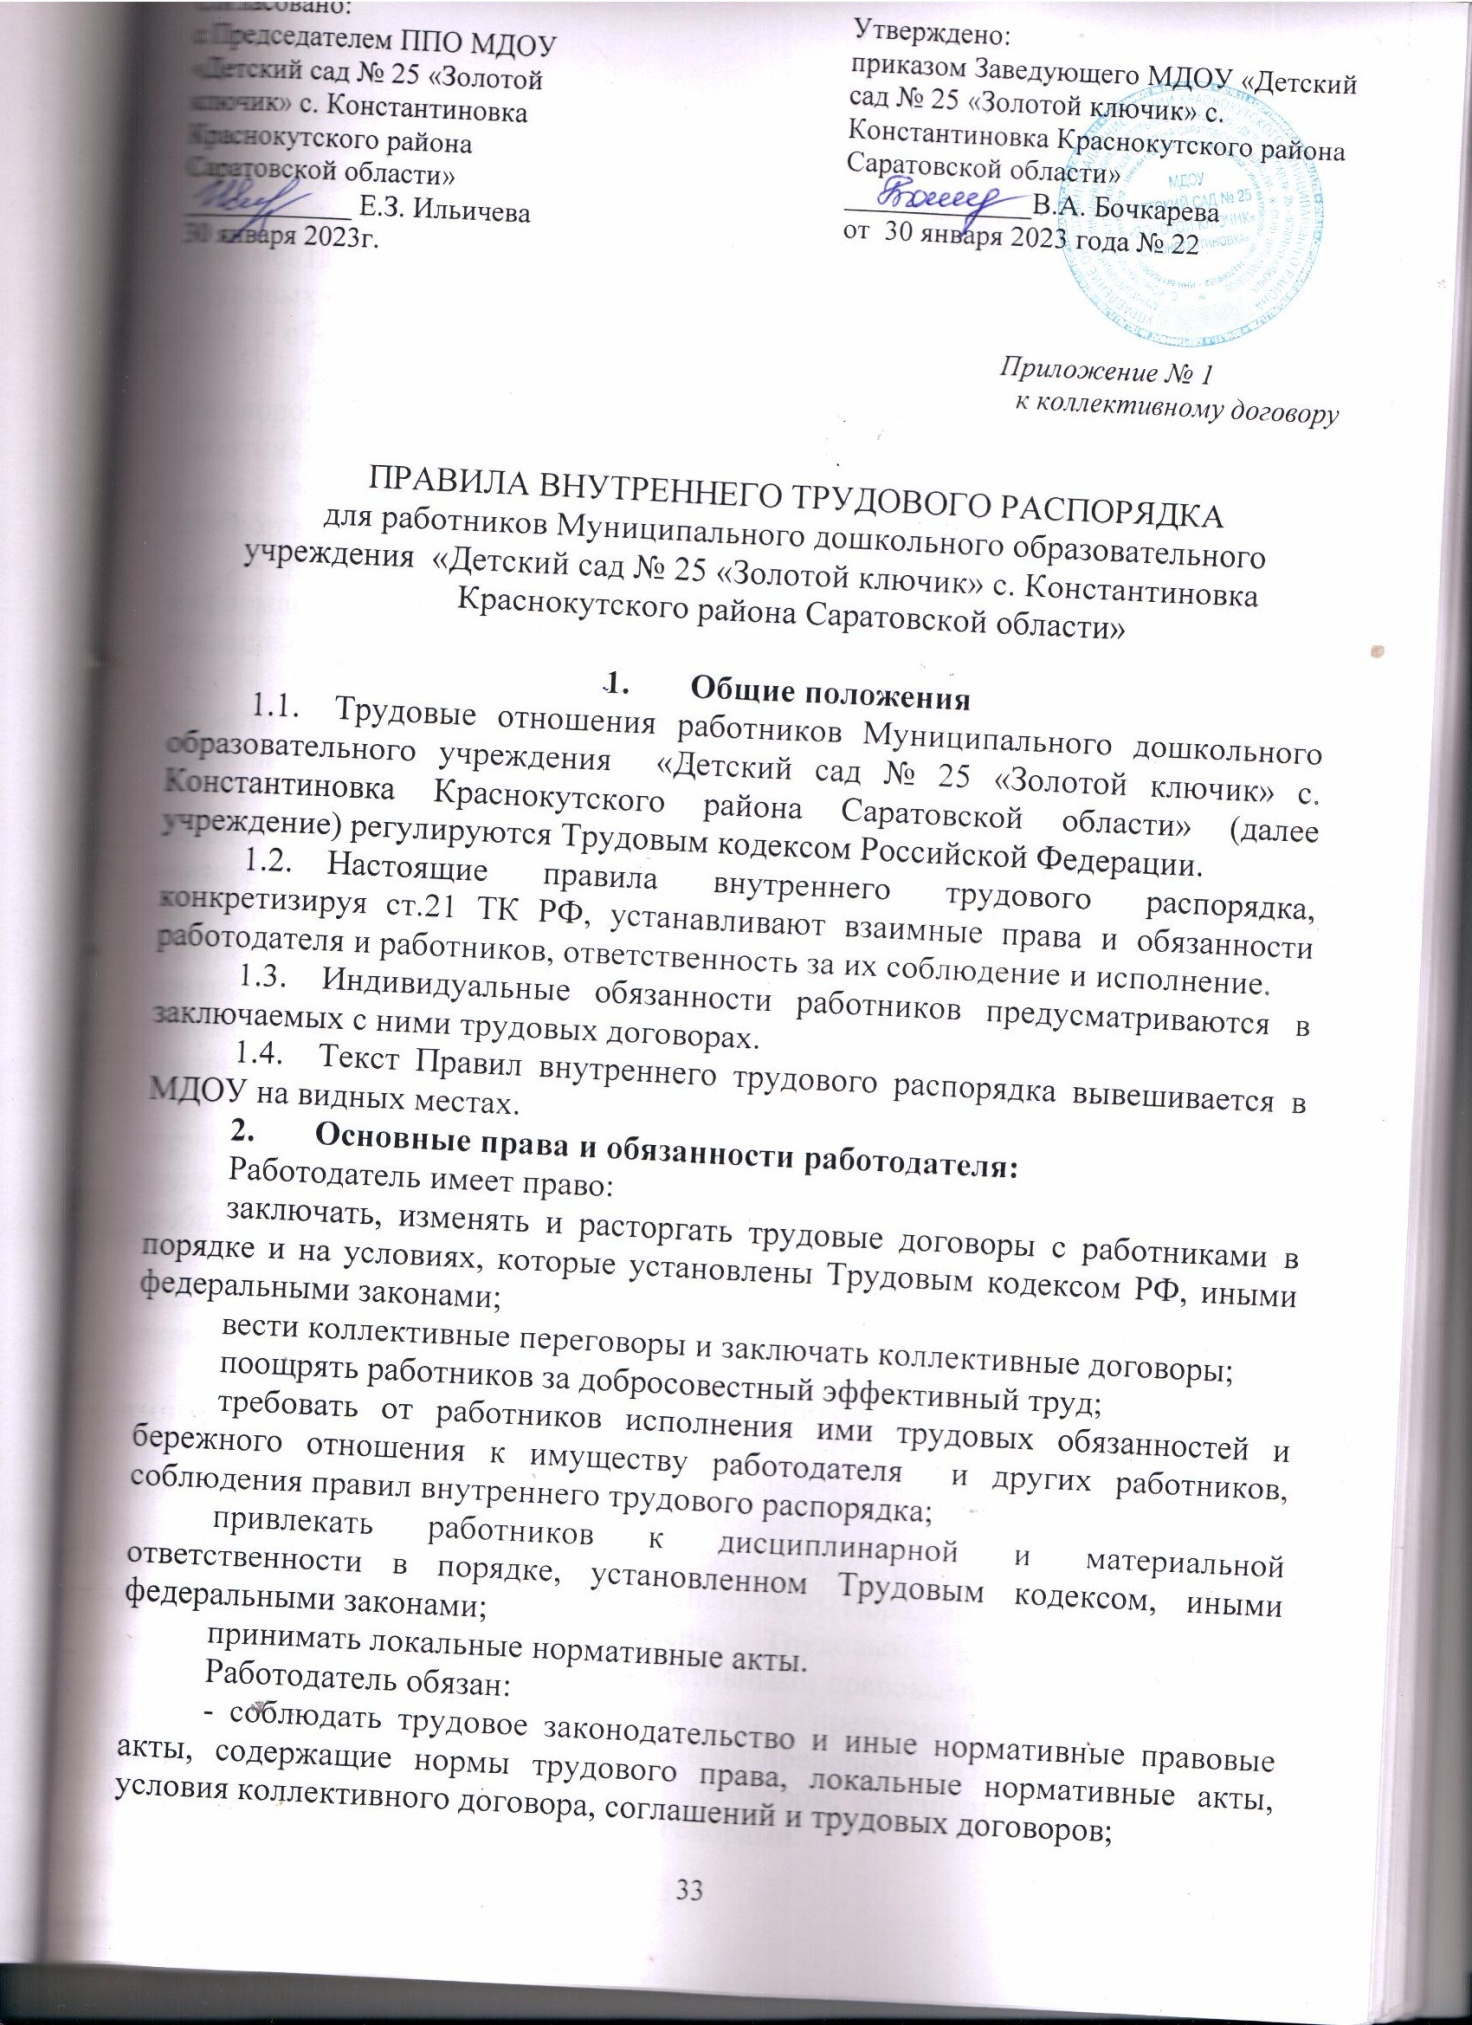 Согласовано:
с Председателем ППО МДОУ
«Детский сад № 25 «Золотой
ключик» с. Константиновка
Краснокутского района
Саратовской области»
____________ Е.З. Ильичева
30 января 2023г.
Утверждено:
приказом Заведующего МДОУ «Детский
сад № 25 «Золотой ключик» с.
Константиновка Краснокутского района
Саратовской области»
_____________В.А. Бочкарева
от 30 января 2023 года № 22
МДОУ
ДЕТСКИЙ САД № 25
Приложение № 1
к коллективному договору
ПРАВИЛА ВНУТРЕННЕГО ТРУДОВОГО РАСПОРЯДКА
для работников Муниципального дошкольного образовательного
учреждения «Детский сад № 25 «Золотой ключик» с. Константиновка
Краснокутского района Саратовской области»
1. Общие положения
1.1. Трудовые отношения работников Муниципального дошкольного
образовательного учреждения «Детский сад № 25 «Золотой ключик» с.
Константиновка Краснокутского района Саратовской области» (далее
учреждение) регулируются Трудовым кодексом Российской Федерации.
1.2. Настоящие правила внутреннего трудового распорядка,
конкретизируя ст.21 ТК РФ, устанавливают взаимные права и обязанности
работодателя и работников, ответственность за их соблюдение и исполнение.
1.3. Индивидуальные обязанности работников предусматриваются в
заключаемых с ними трудовых договорах.
1.4. Текст Правил внутреннего трудового распорядка вывешивается в
МДОУ на видных местах.
2. Основные права и обязанности работодателя:
Работодатель имеет право:
заключать, изменять и расторгать трудовые договоры с работниками в
порядке и на условиях, которые установлены Трудовым кодексом РФ, иными
федеральными законами;
вести коллективные переговоры и заключать коллективные договоры;
поощрять работников за добросовестный эффективный труд;
требовать от работников исполнения ими трудовых обязанностей и
бережного отношения к имуществу работодателя и других работников,
соблюдения правил внутреннего трудового распорядка;
привлекать работников к дисциплинарной и материальной
ответственности в порядке, установленном Трудовым кодексом, иными
федеральными законами;
принимать локальные нормативные акты.
Работодатель обязан:
- соблюдать трудовое законодательство и иные нормативные правовые
акты, содержащие нормы трудового права, локальные нормативные акты,
условия коллективного договора, соглашений и трудовых договоров;
33